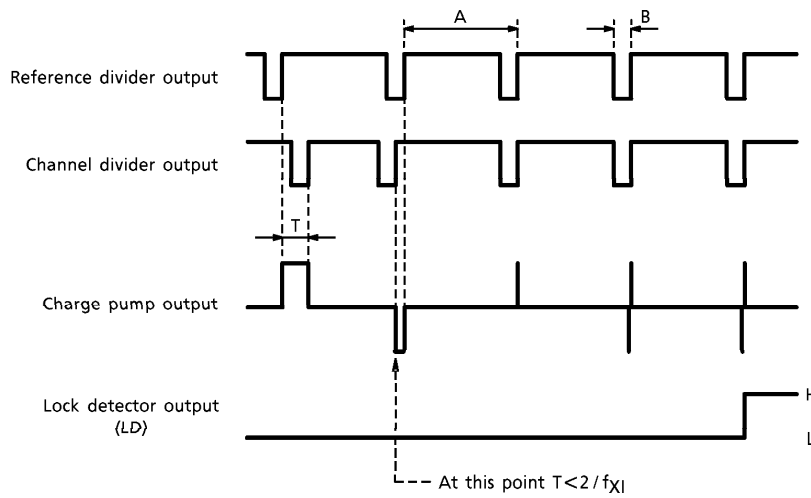 A
B
Reference divider output
Channel divider output
T
Charge pump output
Lock detector output
(LD)
H
L
At this point T<2/fXI